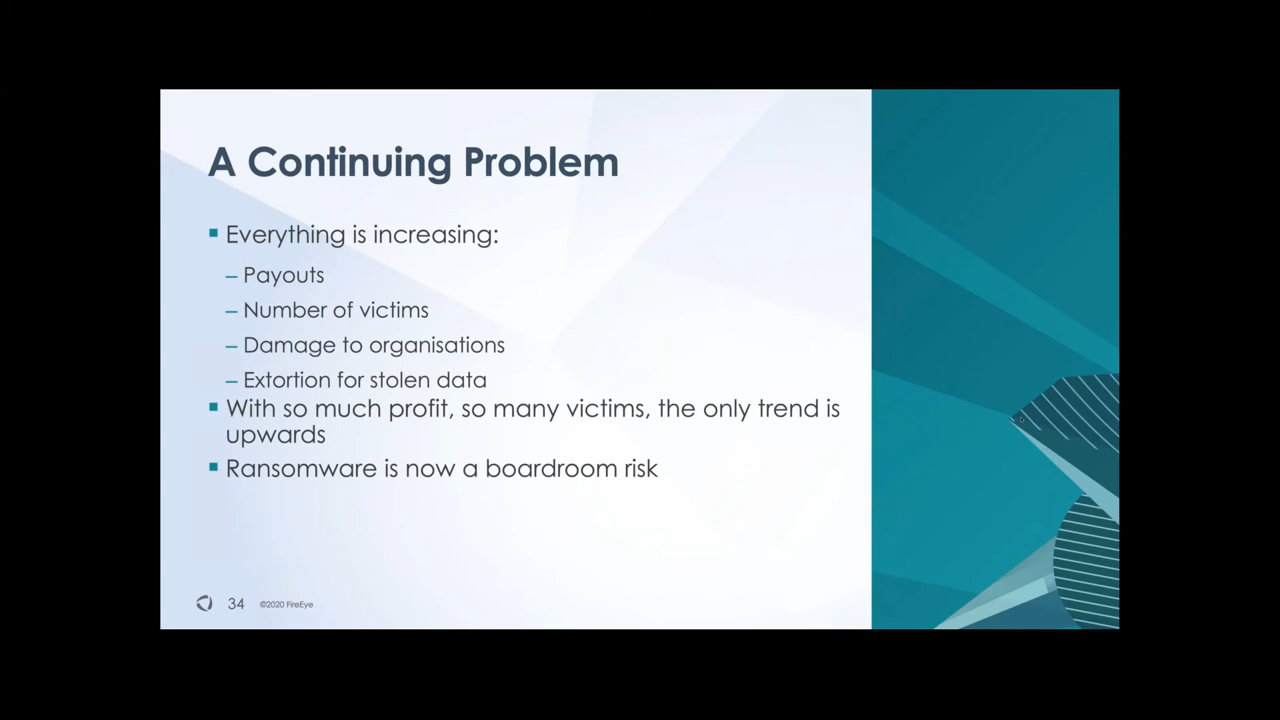 A Continuing Problem
▪ Everything is increasing:
– Payouts
– Number of victims
– Damage to organisations
– Extortion for stolen data
▪ With so much profit, so many victims, the only trend is
upwards
▪ Ransomware is now a boardroom risk
34 ©2020 FireEye